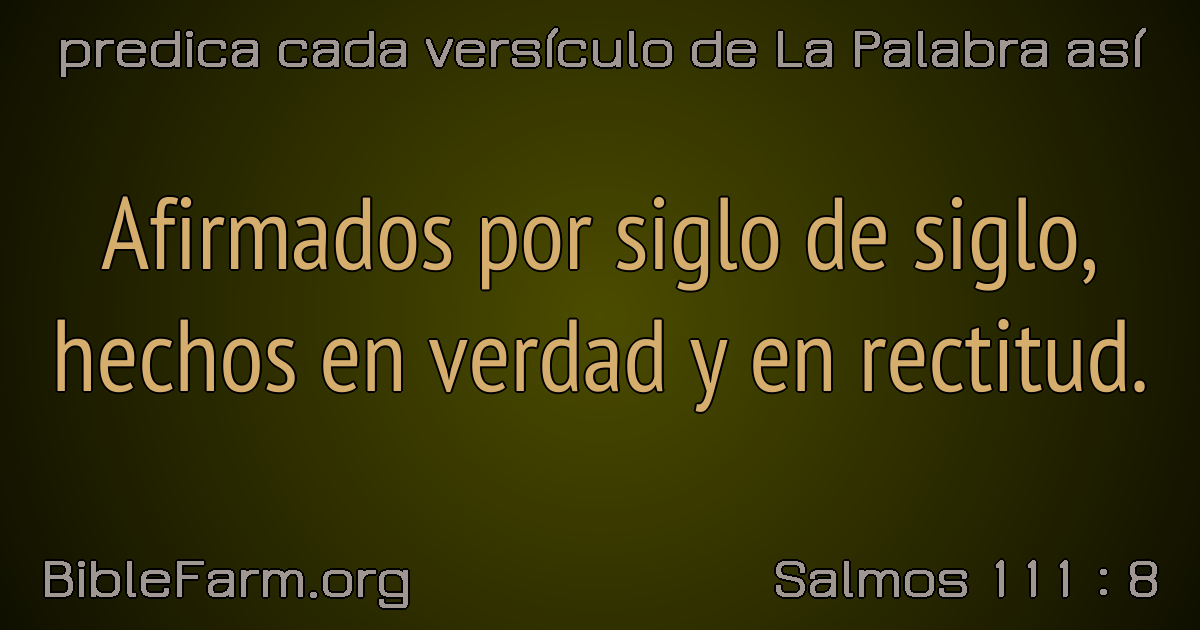 predica cada versículo de La Palabra así
Afirmados por siglo de siglo,
hechos en verdad y en rectitud.
BibleFarm.org
Salmos 111 : 8